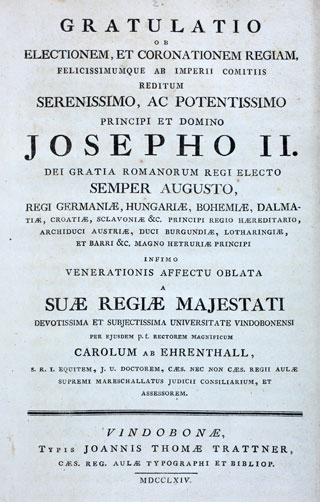 GRATULATIO
OB
ELECTIONEM, ET CORONATIONEM REGIAM,
FELICISSIMUMQUE AB IMPERII COMITIIS
REDITUM
SERENISSIMO, AC POTENTISSIMO
PRINCIPI ET DOMINO
JOSEPHO II.
DEI GRATIA ROMANORUM REGI ELECTO
SEMPER AUGUSTO,
REGI GERMANIÆ, HUNGARIÆ, BOHEMIÆ, DALMA-
TIÆ, CROATIÆ, SCLAVONIÆ &C. PRINCIPI REGIO HÆREDITARIO,
ARCHIDUCI AUSTRIÆ, DUCI BURGUNDIÆ, LOTHARINGIÆ,
ET BARRI &C. MAGNO HETRURIÆ PRINCIPI
INFIMO
VENERATIONIS AFFECTU OBLATA
A
SUÆ REGIÆ MAJESTATI
DEVOTISSIMA ET SUBJECTISSIMA UNIVERSITATE VINDOBONENSI
PER EJUSDEM p. t. RECTOREM MAGNIFICUM
CAROLUM AB EHRENTHALL,
S. R. I. EQUITEM, J. U. DOCTOREM, CÆS. NEC NON CÆS. REGII AULÆ
SUPREMI MARESCHALLATUS JUDICII CONSILIARIUM, ET
ASSESSOREM.
VINDOBONÆ,
TYPIS JOANNIS THOMÆ TRATTNER,
CÆS. REG. AULÆ TYPOGRAPHI ET BIBLIOP.
MDCCLXIV.